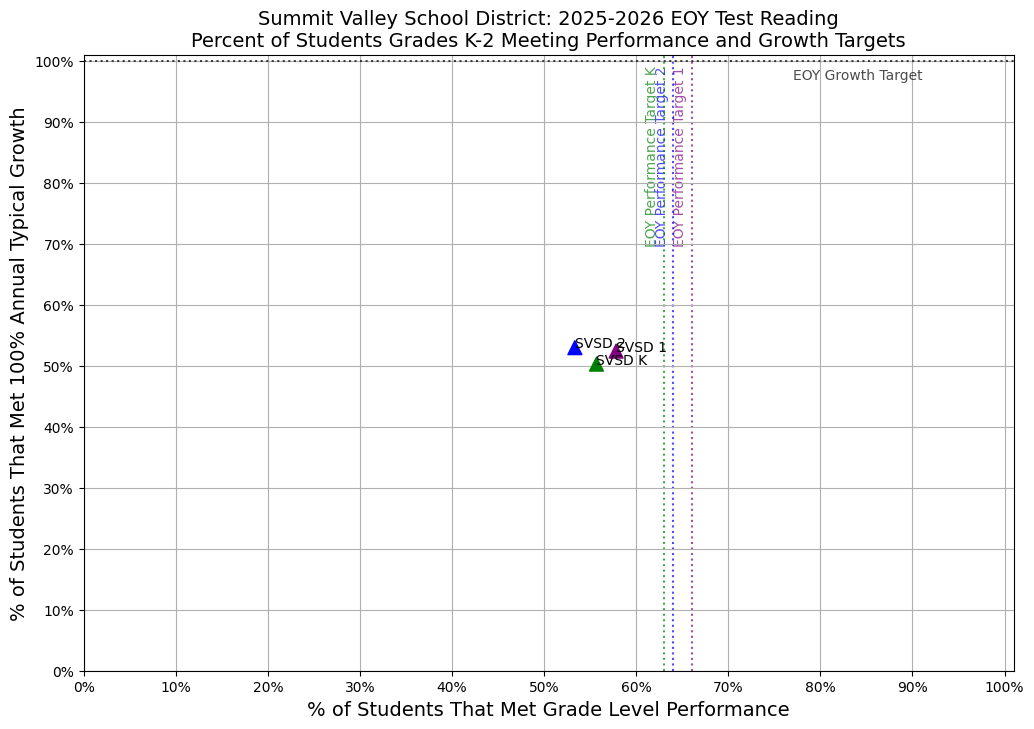 Summit Valley School District: 2025-2026 EOY Test Reading
Percent of Students Grades K-2 Meeting Performance and Growth Targets
% of Students That Met 100% Annual Typical Growth
100%
90%
80%
70%
60%
50%
40%
30%
20%
10%
0%
EOY Growth Target
EOY Performance Target K
EOY Performance Target 2
EOY Performance Target 1
SVSD 2
SVSD 1
SVSD K
0%
10%
20%
30%
40%
50%
60%
70%
80%
90%
100%
% of Students That Met Grade Level Performance